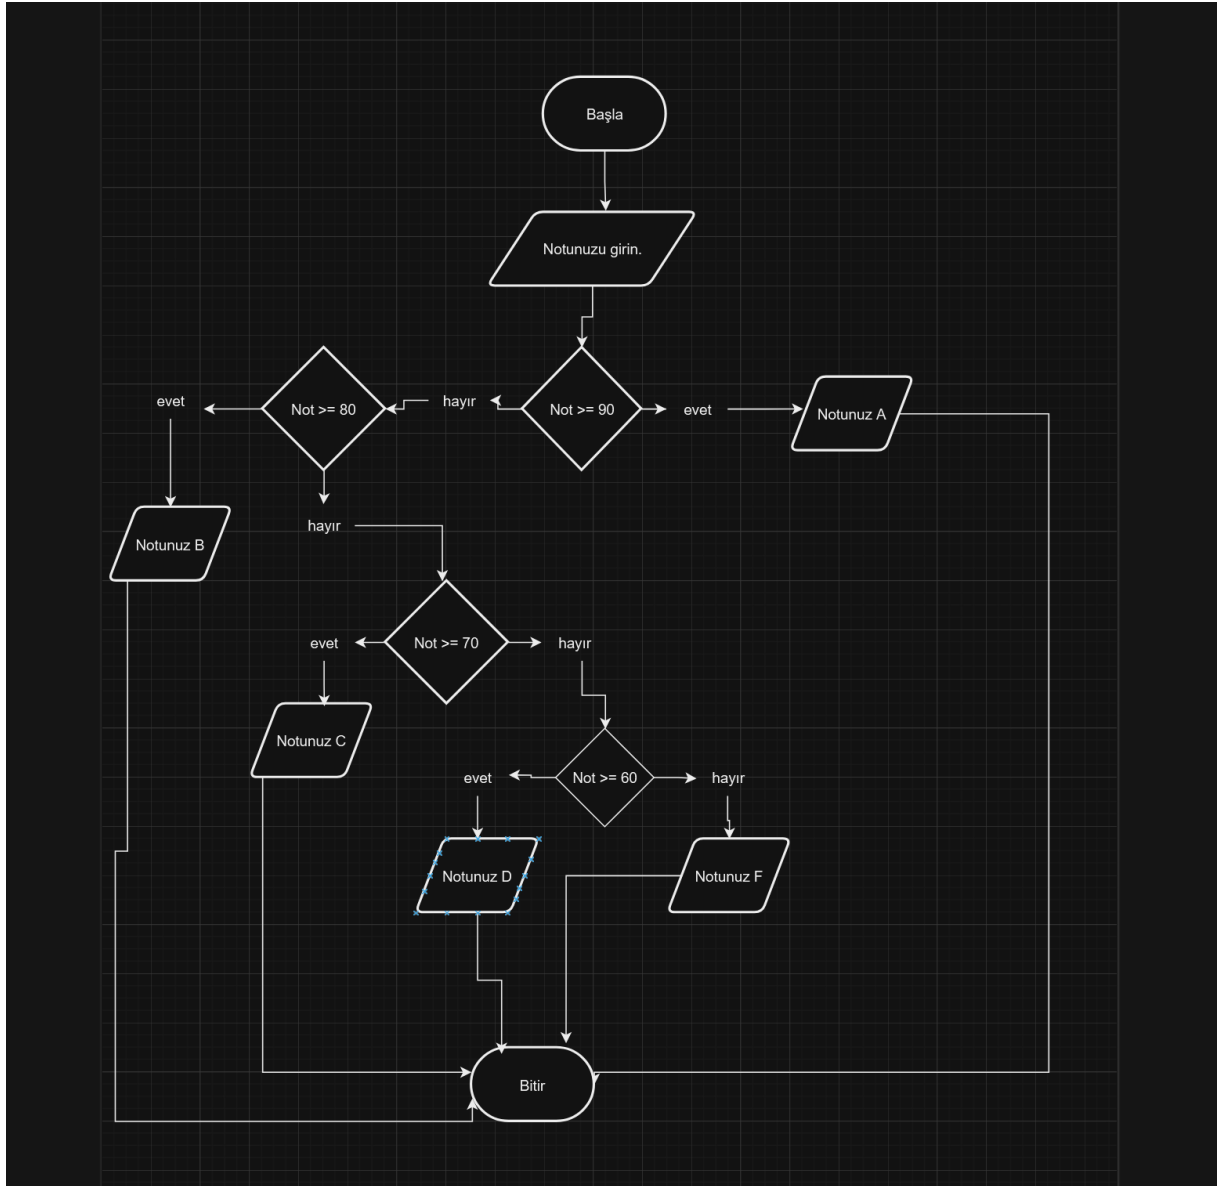 Başla
Notunuzu girin.
Not >= 90
evet
Notunuz A
hayır
Not >= 80
evet
Notunuz B
hayır
Not >= 70
evet
Notunuz C
hayır
Not >= 60
evet
Notunuz D
hayır
Notunuz F
Bitir